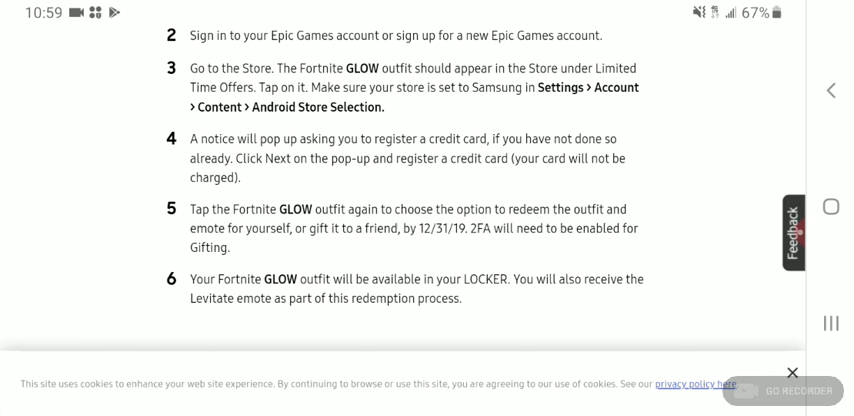 10:59
67%
2 Sign in to your Epic Games account or sign up for a new Epic Games account.
3 Go to the Store. The Fortnite GLOW outfit should appear in the Store under Limited
Time Offers. Tap on it. Make sure your store is set to Samsung in Settings > Account
> Content > Android Store Selection.
4 A notice will pop up asking you to register a credit card, if you have not done so
already. Click Next on the pop-up and register a credit card (your card will not be
charged).
5 Tap the Fortnite GLOW outfit again to choose the option to redeem the outfit and
emote for yourself, or gift it to a friend, by 12/31/19. 2FA will need to be enabled for
Gifting.
6 Your Fortnite GLOW outfit will be available in your LOCKER. You will also receive the
Levitate emote as part of this redemption process.
Feedback
This site uses cookies to enhance your web site experience. By continuing to browse or use this site, you are agreeing to our use of cookies. See our privacy policy here
GO RECORDER